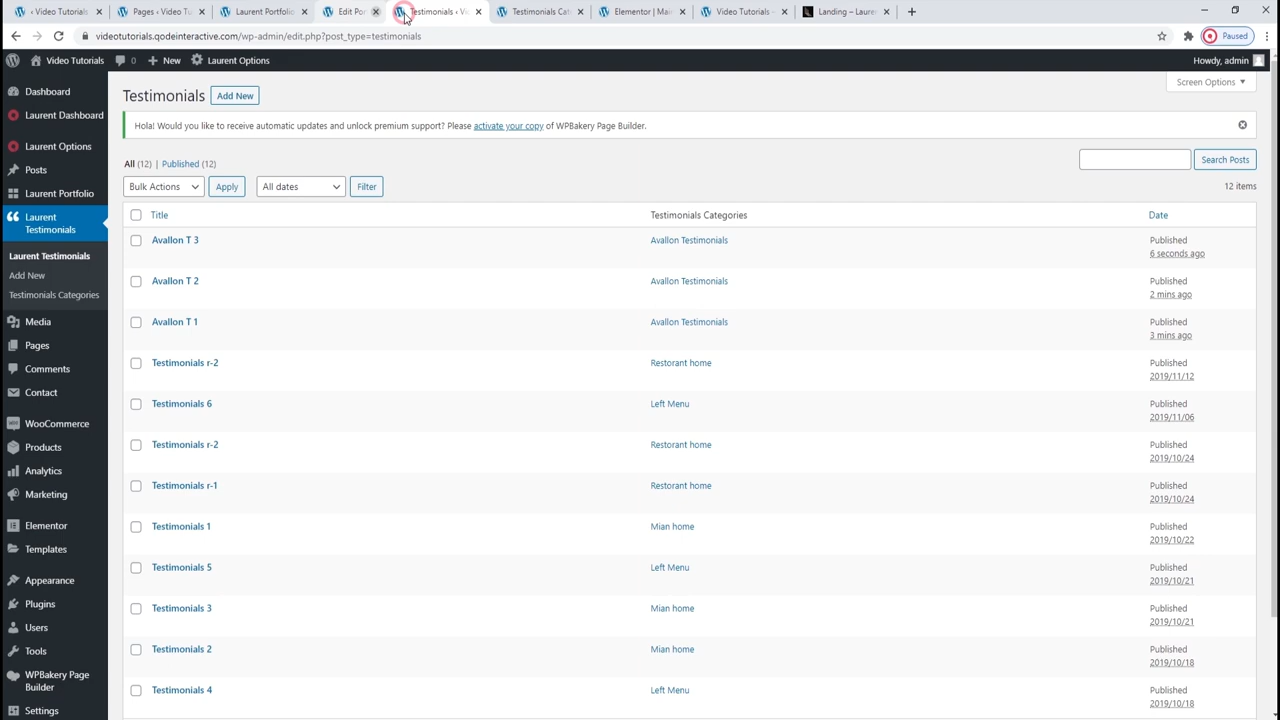 ‹ Video Tutorials
Pages ‹ Video Tu
Laurent Portfolio
Edit Por
Testimonials ‹ Vi
Testimonials Cat
Elementor | Ma
Video Tutorials –
Landing – Laure
videotutorials.qodeinteractive.com/wp-admin/edit.php?post_type=testimonials
Paused
Video Tutorials
0
New
Laurent Options
Howdy, admin
Dashboard
Laurent Dashboard
Laurent Options
Posts
Laurent Portfolio
Laurent
Testimonials
Laurent Testimonials
Add New
Testimonials Categories
Media
Pages
Comments
Contact
WooCommerce
Products
Analytics
Marketing
Elementor
Templates
Appearance
Plugins
Users
Tools
WPBakery Page
Builder
Settings
Screen Options
Testimonials
Add New
Hola! Would you like to receive automatic updates and unlock premium support? Please activate your copy of WPBakery Page Builder.
All (12) | Published (12)
Search Posts
Bulk Actions
Apply
All dates
Filter
12 items
Title Testimonials Categories Date
Avallon T 3 Avallon Testimonials Published
6 seconds ago
Avallon T 2 Avallon Testimonials Published
2 mins ago
Avallon T 1 Avallon Testimonials Published
3 mins ago
Testimonials r-2 Restorant home Published
2019/11/12
Testimonials 6 Left Menu Published
2019/11/06
Testimonials r-2 Restorant home Published
2019/10/24
Testimonials r-1 Restorant home Published
2019/10/24
Testimonials 1 Mian home Published
2019/10/22
Testimonials 5 Left Menu Published
2019/10/21
Testimonials 3 Mian home Published
2019/10/21
Testimonials 2 Mian home Published
2019/10/18
Testimonials 4 Left Menu Published
2019/10/18